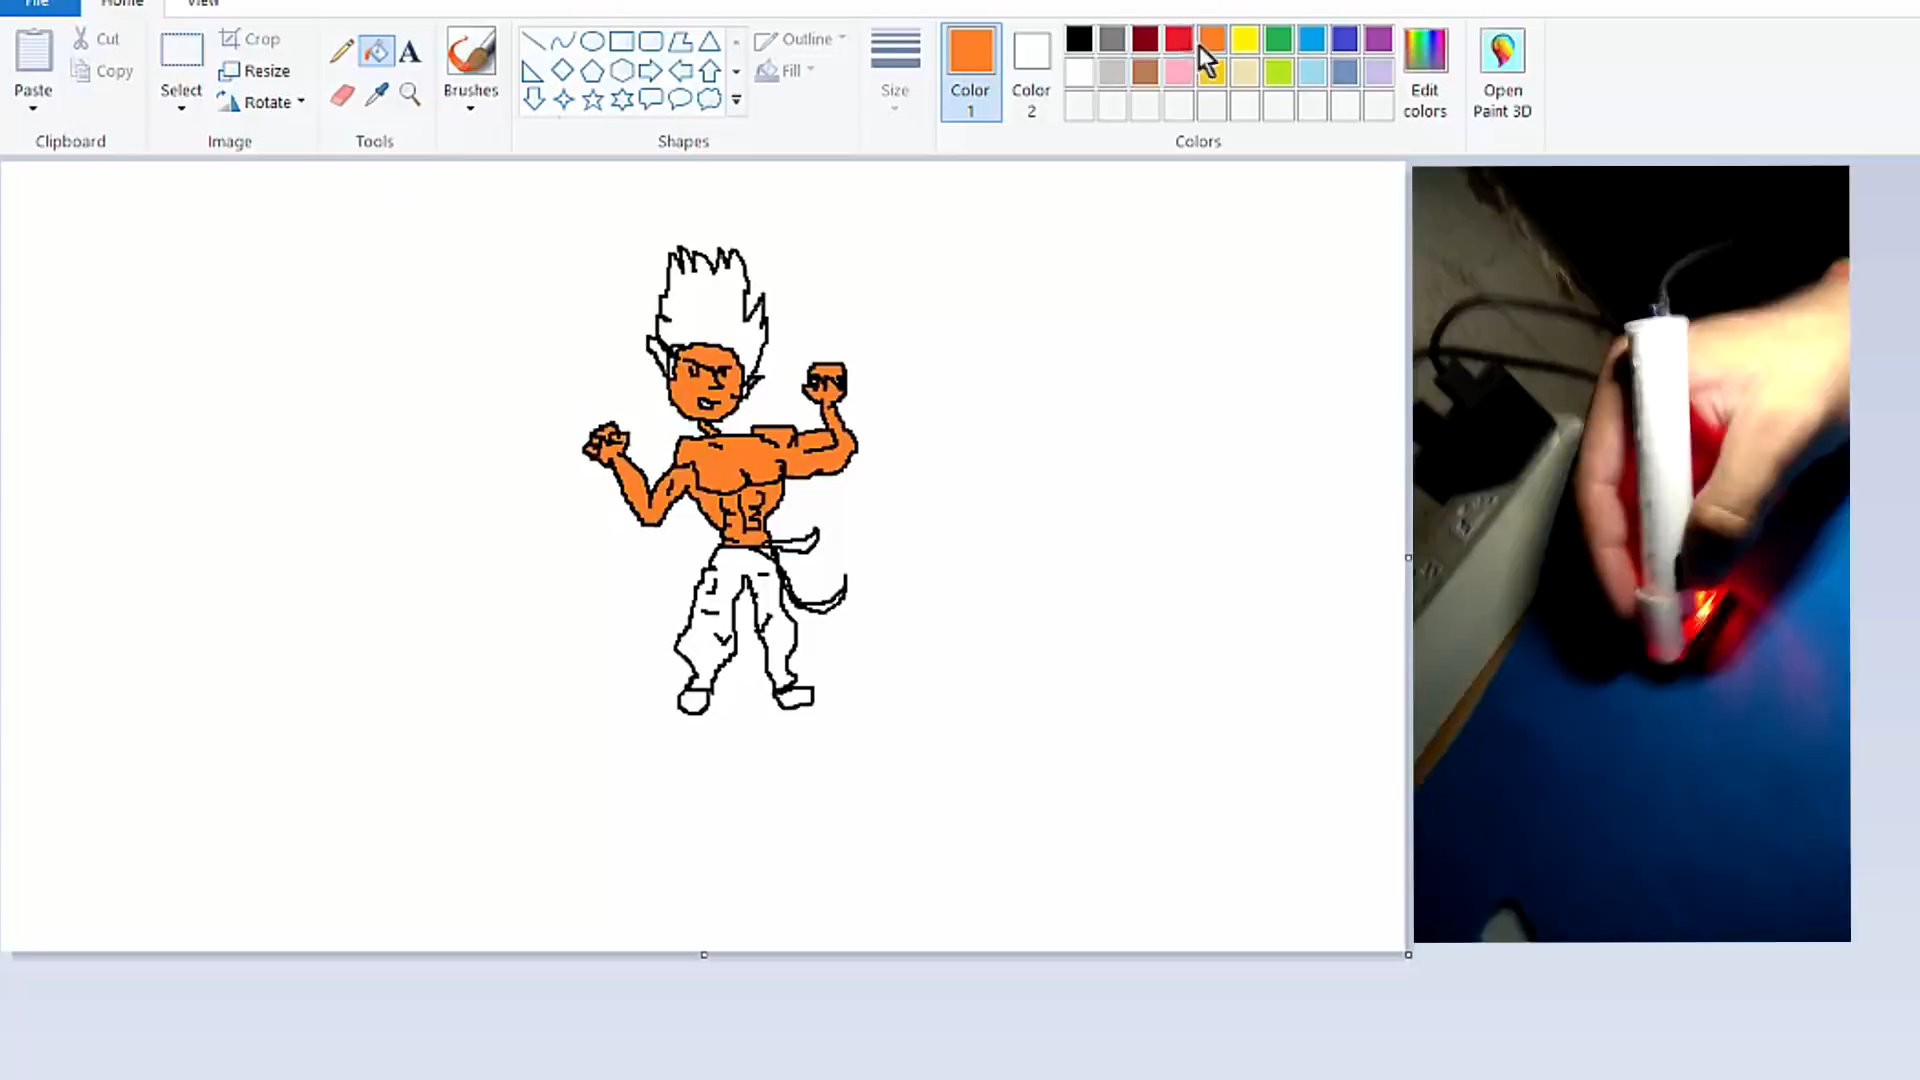 File Home View
Paste
Cut
Copy
Clipboard
Select
Crop
Resize
Rotate
Image
A
Tools
Brushes
Outline
Fill
Shapes
Size
Color
1
Color
2
Colors
Edit
colors
Open
Paint 3D